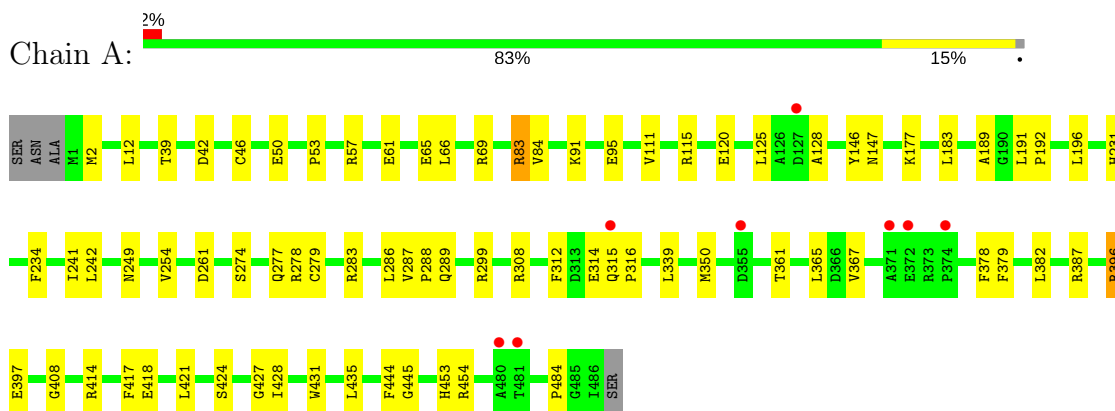 2%
Chain A:
83% 15% •
SER ASN ALA M1 M2 L12 T39 D42 C46 E50 P53 R57 E61 E65 L66 R69 R83 V84 K91 E95 V111 R115 E120 L125 A126 D127 A128 Y146 N147 K177 L183 A189 G190 L191 P192 L196 H231
F234 I241 L242 N249 V254 D261 S274 Q277 R278 C279 R283 L286 V287 P288 Q289 R299 R308 F312 D313 E314 Q315 P316 L339 M350 D355 T361 L365 D366 V367 A371 E372 R373 P374 F378 F379 L382 R387 R396
E397 G408 R414 F417 E418 L421 S424 G427 I428 W431 L435 F444 G445 H453 R454 A480 T481 P484 G485 I486 SER